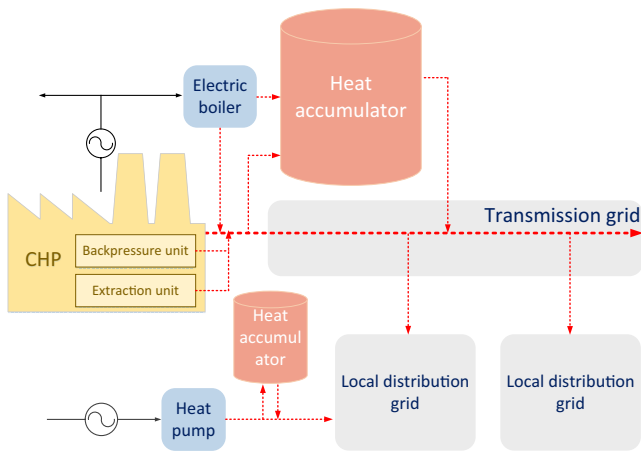 Electric
boiler
Heat
accumulator
Transmission grid
CHP
Backpressure unit
Extraction unit
Heat
accumul
ator
Local distribution
grid
Local distribution
grid
Heat
pump